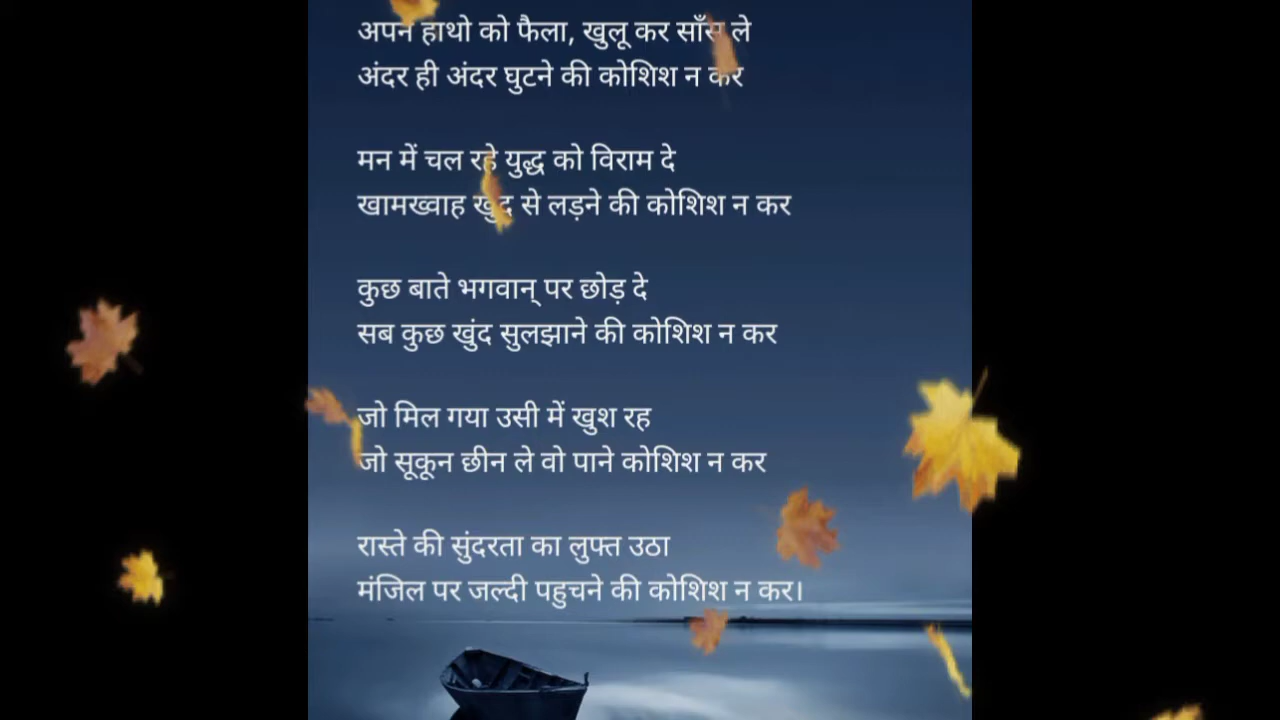 अपने हाथो को फैला, खुलू कर साँस ले
अंदर ही अंदर घुटने की कोशिश न कर
मन में चल रहे युद्ध को विराम दे
खामख्वाह खुद से लड़ने की कोशिश न कर
कुछ बाते भगवान् पर छोड़ दे
सब कुछ खुंद सुलझाने की कोशिश न कर
जो मिल गया उसी में खुश रह
जो सूकून छीन ले वो पाने कोशिश न कर
रास्ते की सुंदरता का लुफ्त उठा
मंजिल पर जल्दी पहुचने की कोशिश न कर।